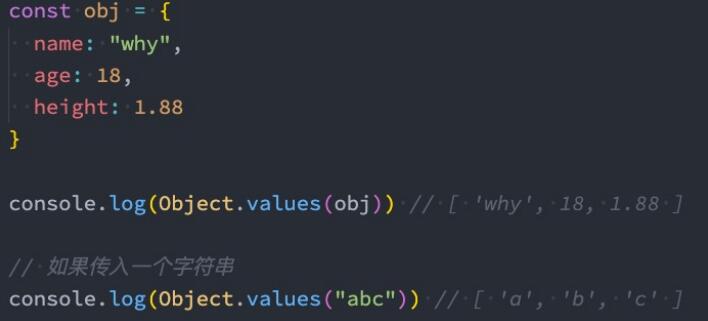 const obj = {
  name: "why",
  age: 18,
  height: 1.88
}
console.log(Object.values(obj)) // [ 'why', 18, 1.88 ]
// 如果传入一个字符串
console.log(Object.values("abc")) // [ 'a', 'b', 'c' ]